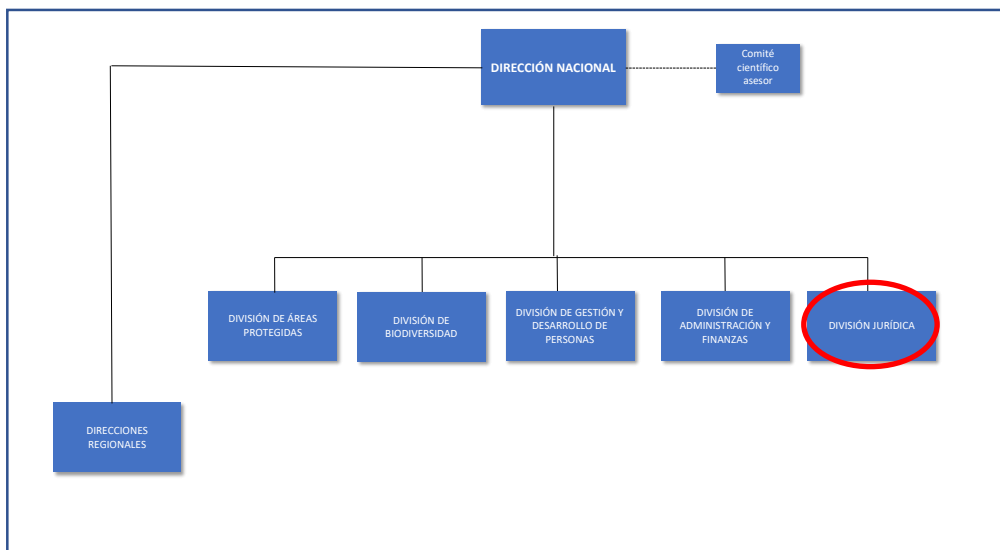 DIRECCIÓN NACIONAL
Comité
científico
asesor
DIVISIÓN DE ÁREAS
PROTEGIDAS
DIVISIÓN DE
BIODIVERSIDAD
DIVISIÓN DE GESTIÓN Y
DESARROLLO DE
PERSONAS
DIVISIÓN DE
ADMINISTRACIÓN Y
FINANZAS
DIVISIÓN JURÍDICA
DIRECCIONES
REGIONALES